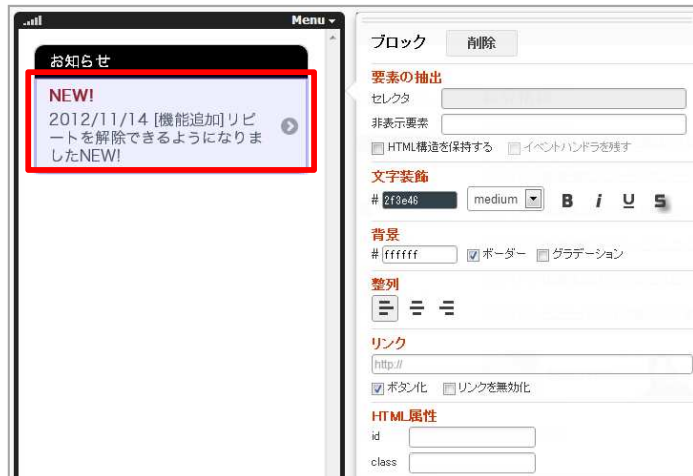 Menu
お知らせ
NEW!
2012/11/14 [機能追加]リピ
ートを解除できるようになりま
したNEW!
ブロック 削除
要素の抽出
セレクタ
非表示要素
HTML構造を保持する イベントハンドラを残す
文字装飾
# 2f3e46 medium B i U S
背景
# ffffff ボーダー グラデーション
整列
リンク
http://
ボタン化 リンクを無効化
HTML属性
id
class